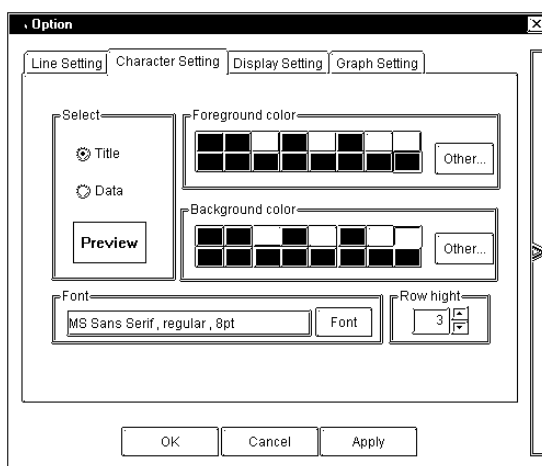 Option
Line Setting Character Setting Display Setting Graph Setting
Select
Title
Data
Preview
Foreground color
Other...
Background color
Other...
Font
MS Sans Serif , regular , 8pt
Font
Row hight
3
OK Cancel Apply